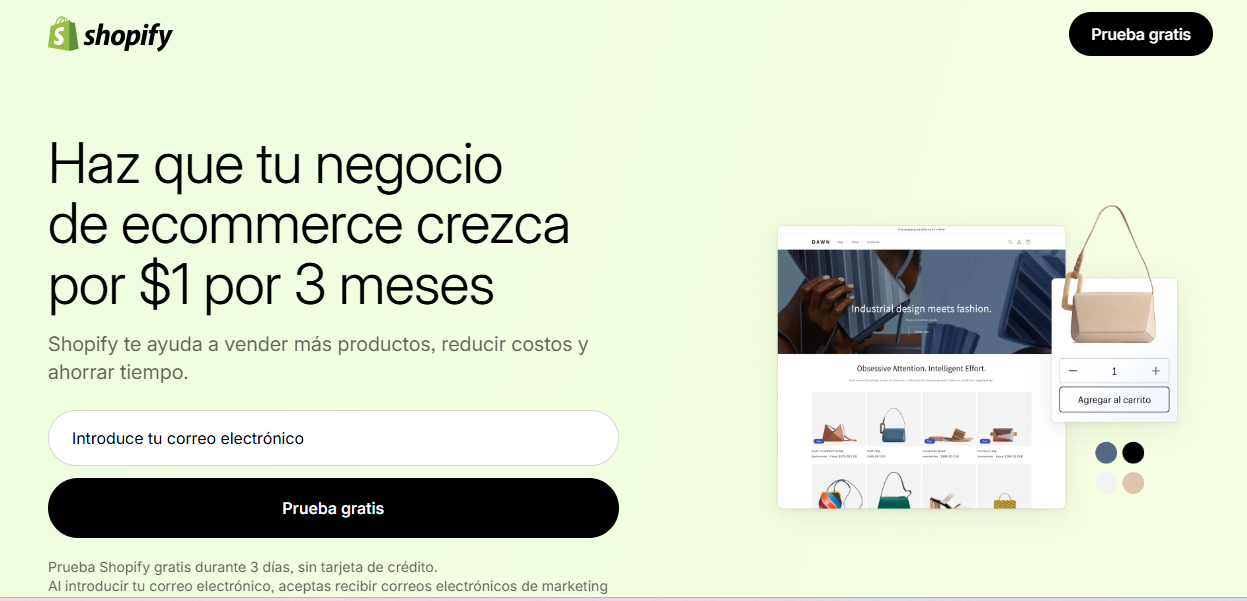 shopify
Prueba gratis
Haz que tu negocio
de ecommerce crezca
por $1 por 3 meses
Shopify te ayuda a vender más productos, reducir costos y
ahorrar tiempo.
Introduce tu correo electrónico
Prueba gratis
Prueba Shopify gratis durante 3 días, sin tarjeta de crédito.
Al introducir tu correo electrónico, aceptas recibir correos electrónicos de marketing
DAWN
Industrial design meets fashion.
Obsessive Attention. Intelligent Effort.
1
Agregar al carrito